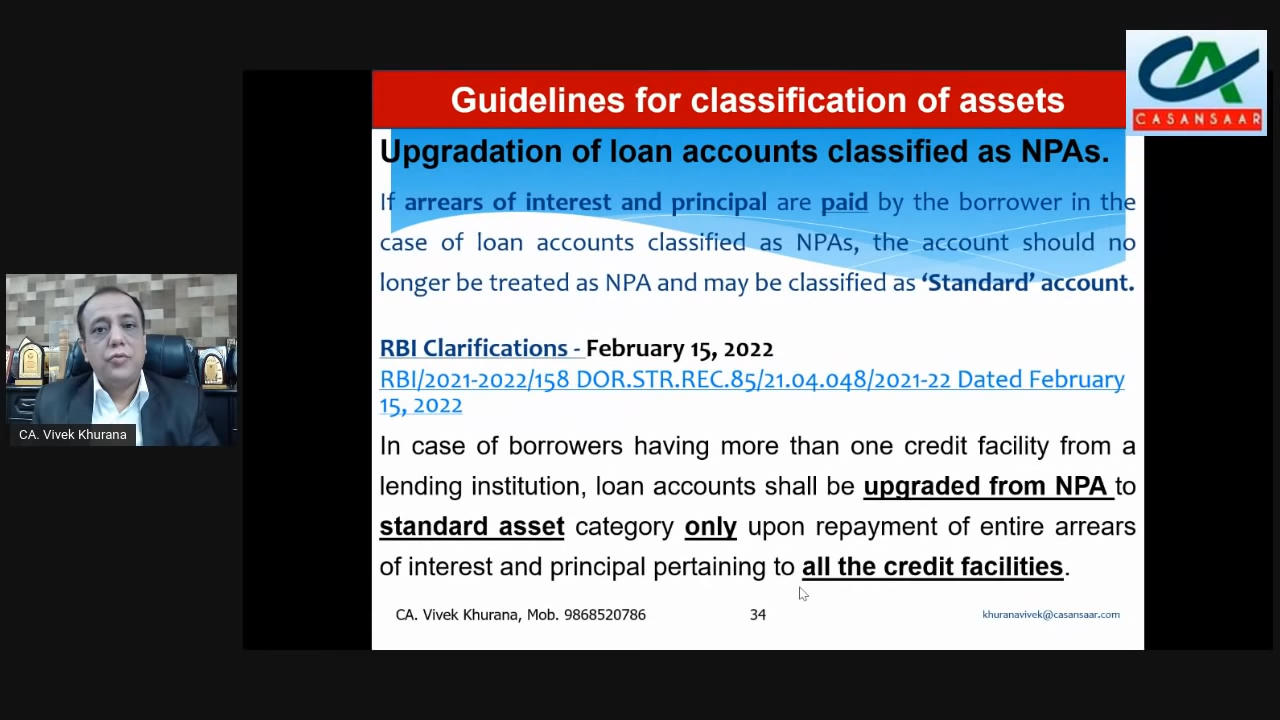 CASANSAAR
Guidelines for classification of assets
Upgradation of loan accounts classified as NPAs.
If arrears of interest and principal are paid by the borrower in the
case of loan accounts classified as NPAs, the account should no
longer be treated as NPA and may be classified as ‘Standard’ account.
RBI Clarifications - February 15, 2022
RBI/2021-2022/158 DOR.STR.REC.85/21.04.048/2021-22 Dated February
15, 2022
In case of borrowers having more than one credit facility from a
lending institution, loan accounts shall be upgraded from NPA to
standard asset category only upon repayment of entire arrears
of interest and principal pertaining to all the credit facilities.
CA. Vivek Khurana, Mob. 9868520786 34 khuranavivek@casansaar.com
CA. Vivek Khurana